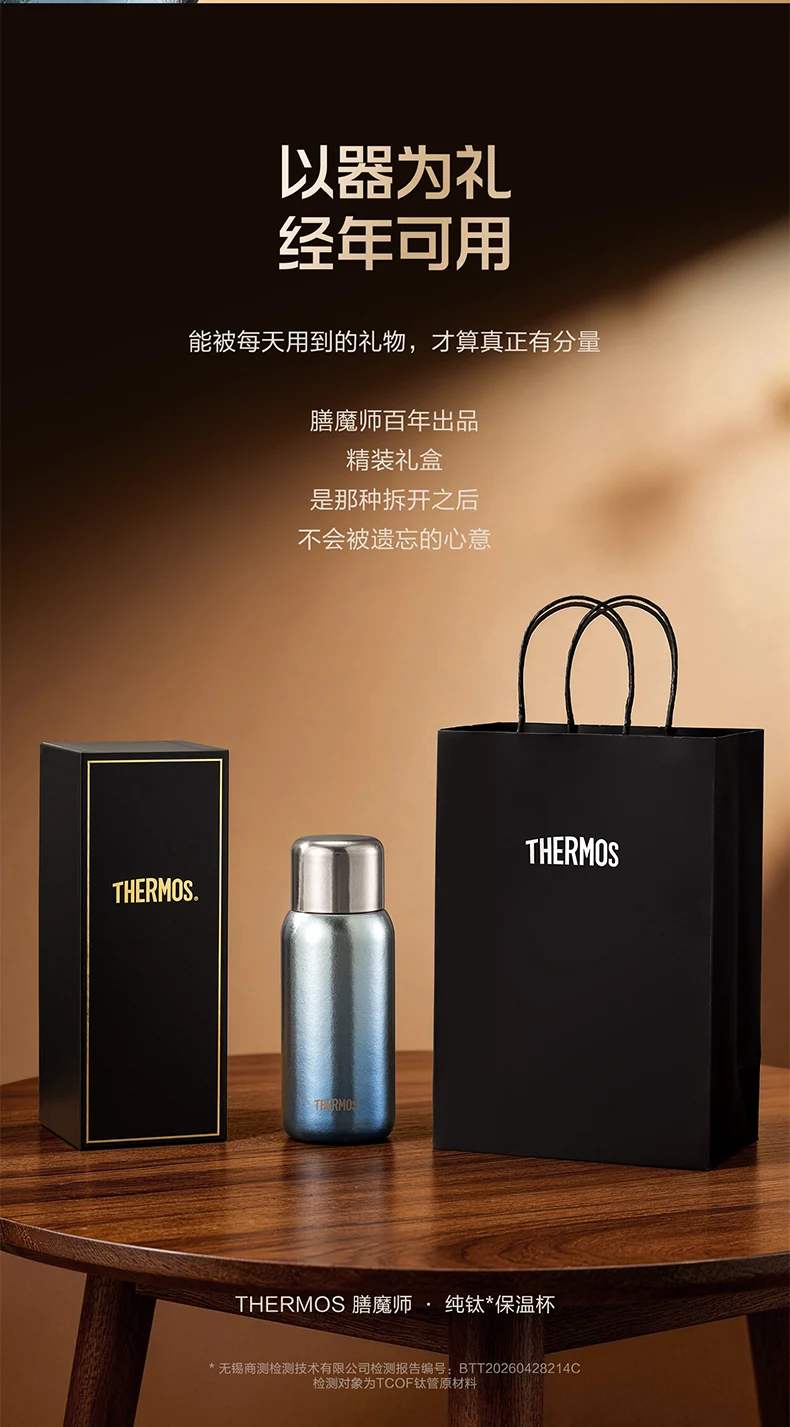 以器为礼
经年可用
能被每天用到的礼物，才算真正有分量
膳魔师百年出品
精装礼盒
是那种拆开之后
不会被遗忘的心意
THERMOS
THERMOS®
THERMOS
THERMOS 膳魔师 · 纯钛*保温杯
* 无锡商测检测技术有限公司检测报告编号：BTT20260428214C
检测对象为TCOF钛管原材料